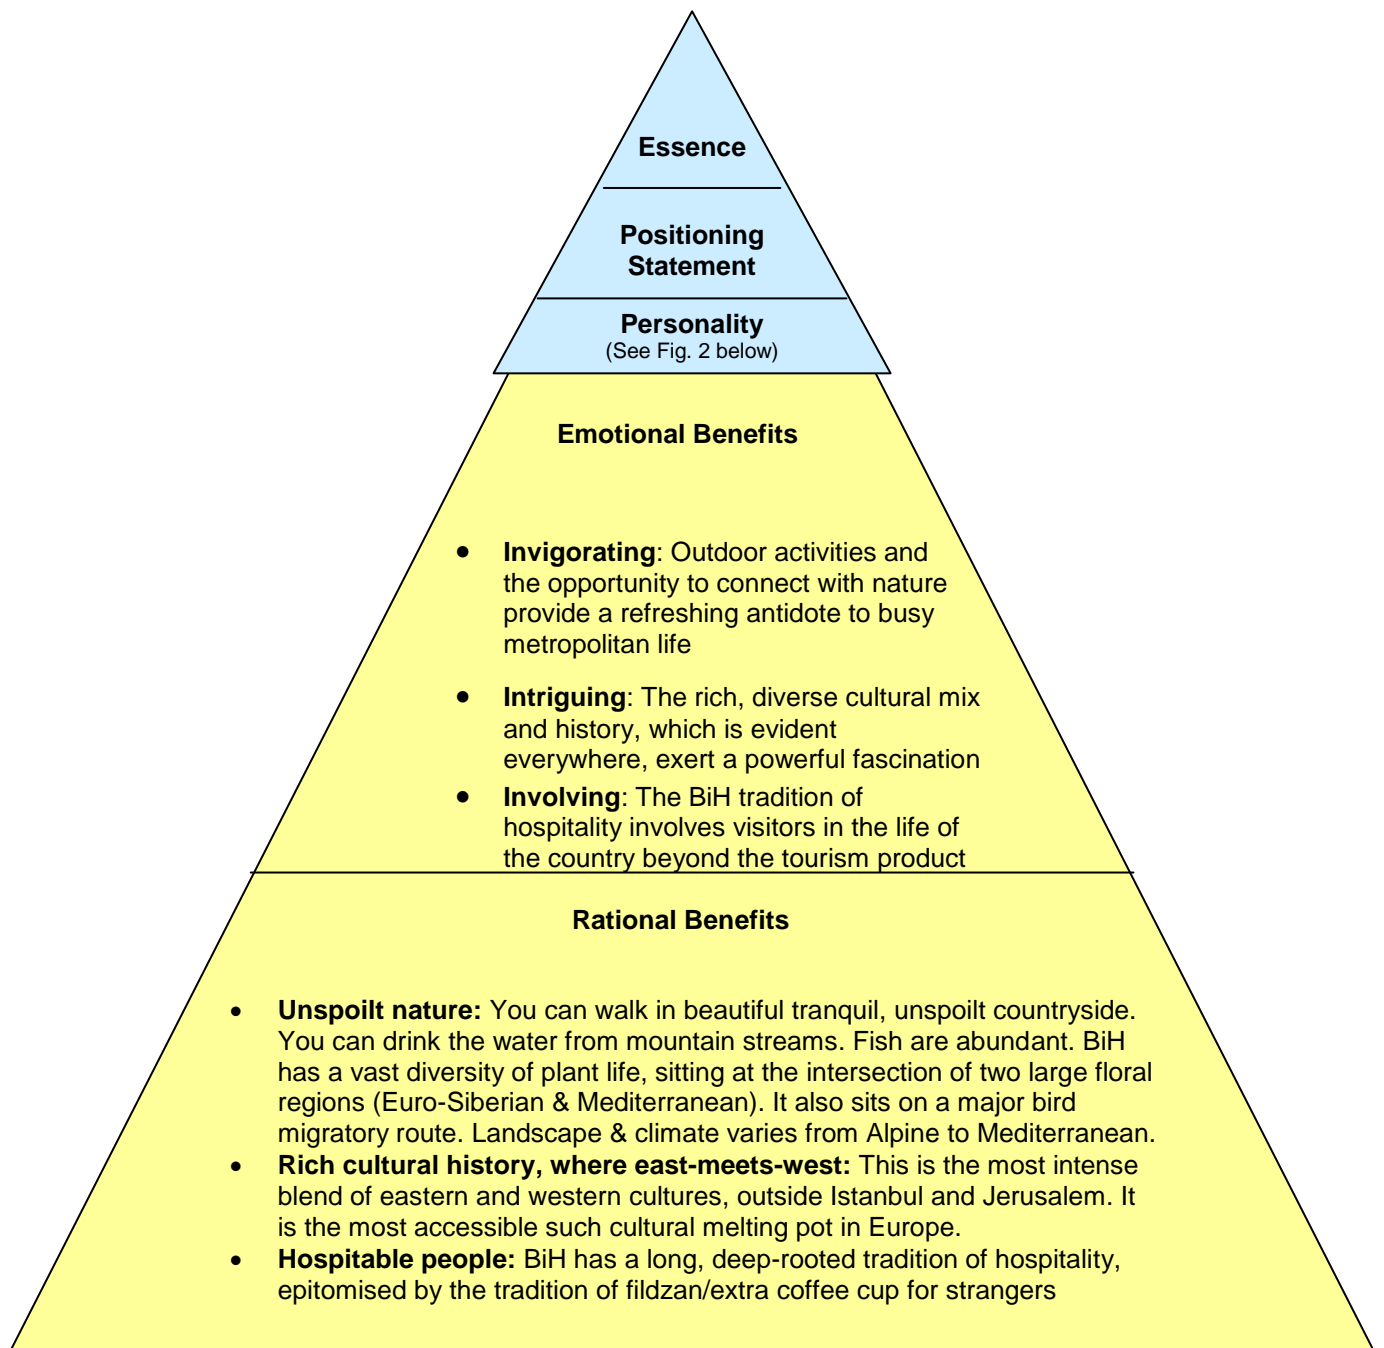 Essence
Positioning
Statement
Personality
(See Fig. 2 below)
Emotional Benefits
• Invigorating: Outdoor activities and
the opportunity to connect with nature
provide a refreshing antidote to busy
metropolitan life
• Intriguing: The rich, diverse cultural mix
and history, which is evident
everywhere, exert a powerful fascination
• Involving: The BiH tradition of
hospitality involves visitors in the life of
the country beyond the tourism product
Rational Benefits
• Unspoilt nature: You can walk in beautiful tranquil, unspoilt countryside.
You can drink the water from mountain streams. Fish are abundant. BiH
has a vast diversity of plant life, sitting at the intersection of two large floral
regions (Euro-Siberian & Mediterranean). It also sits on a major bird
migratory route. Landscape & climate varies from Alpine to Mediterranean.
• Rich cultural history, where east-meets-west: This is the most intense
blend of eastern and western cultures, outside Istanbul and Jerusalem. It
is the most accessible such cultural melting pot in Europe.
• Hospitable people: BiH has a long, deep-rooted tradition of hospitality,
epitomised by the tradition of fildzan/extra coffee cup for strangers